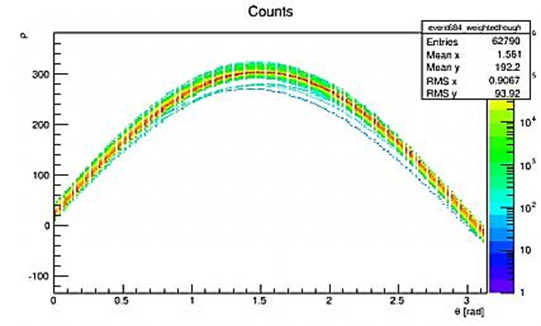 Counts
ρ
Entries 62790
Mean x 1.561
Mean y 192.2
RMS x 0.9067
RMS y 93.92
300
200
100
0
-100
0 0.5 1 1.5 2 2.5 3
θ [rad]
10⁴
10³
10²
10
1